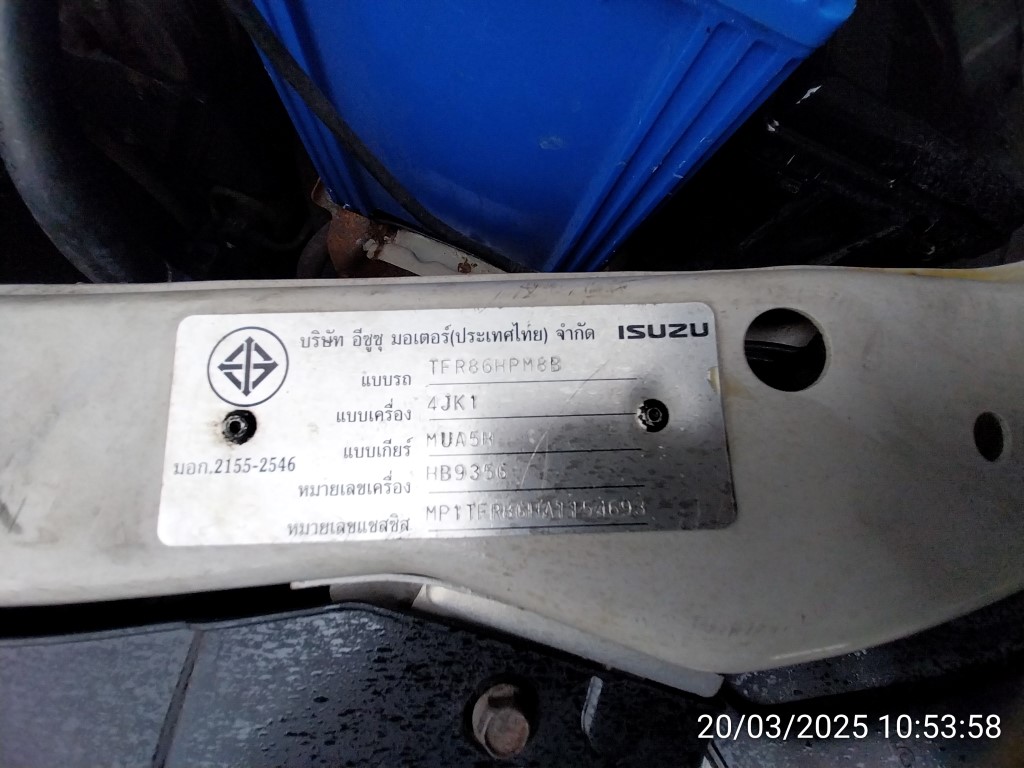 บริษัท อีซูซุ มอเตอร์(ประเทศไทย) จำกัด ISUZU
แบบรถ TFR86HPM8B
แบบเครื่อง 4JK1
แบบเกียร์ MUA5H
มอก.2155-2546
หมายเลขเครื่อง
หมายเลขแชสซีส
20/03/2025 10:53:58